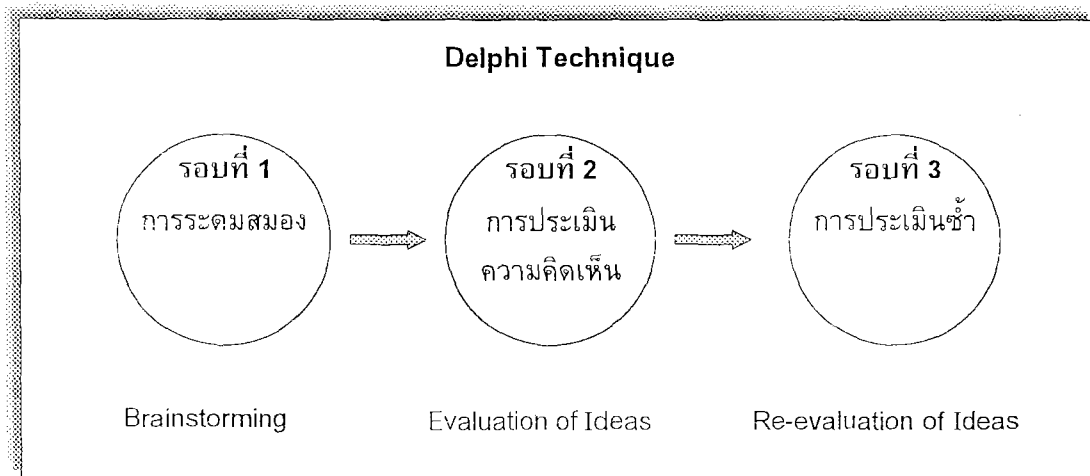 Delphi Technique
รอบที่ 1
การระดมสมอง
รอบที่ 2
การประเมิน
ความคิดเห็น
รอบที่ 3
การประเมินซ้ำ
Brainstorming
Evaluation of Ideas
Re-evaluation of Ideas